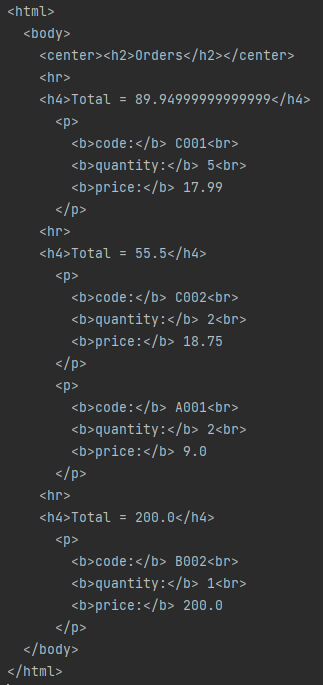 <html>
<body>
<center><h2>Orders</h2></center>
<hr>
<h4>Total = 89.94999999999999</h4>
<p>
<b>code:</b> C001<br>
<b>quantity:</b> 5<br>
<b>price:</b> 17.99
</p>
<hr>
<h4>Total = 55.5</h4>
<p>
<b>code:</b> C002<br>
<b>quantity:</b> 2<br>
<b>price:</b> 18.75
</p>
<p>
<b>code:</b> A001<br>
<b>quantity:</b> 2<br>
<b>price:</b> 9.0
</p>
<hr>
<h4>Total = 200.0</h4>
<p>
<b>code:</b> B002<br>
<b>quantity:</b> 1<br>
<b>price:</b> 200.0
</p>
</body>
</html>